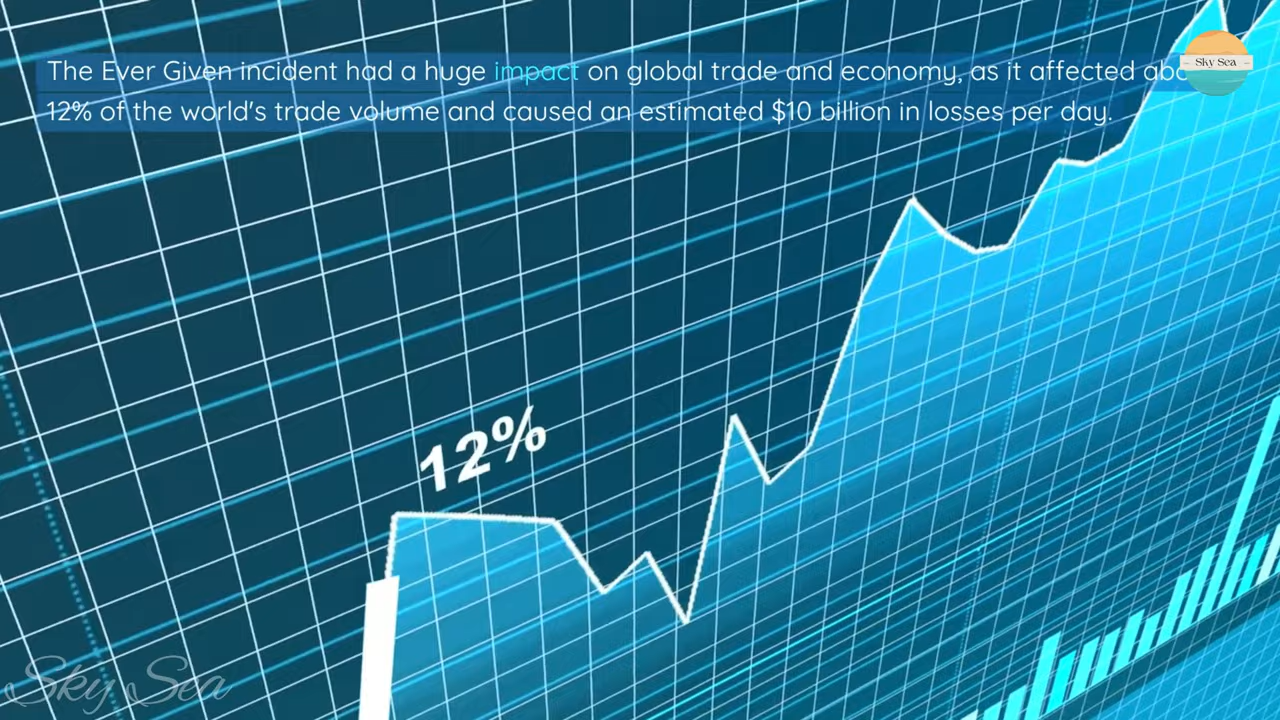 The Ever Given incident had a huge impact on global trade and economy, as it affected
12% of the world's trade volume and caused an estimated $10 billion in losses per day.
Sky Sea
12%
Sky Sea